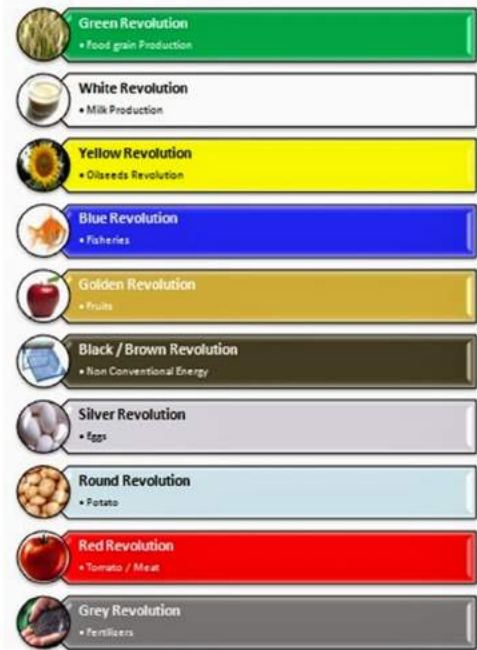 Green Revolution
• Food grain Production
White Revolution
• Milk Production
Yellow Revolution
• Oilseeds Revolution
Blue Revolution
• Fisheries
Golden Revolution
• Fruits
Black / Brown Revolution
• Non Conventional Energy
Silver Revolution
• Eggs
Round Revolution
• Potato
Red Revolution
• Tomato / Meat
Grey Revolution
• Fertilizers